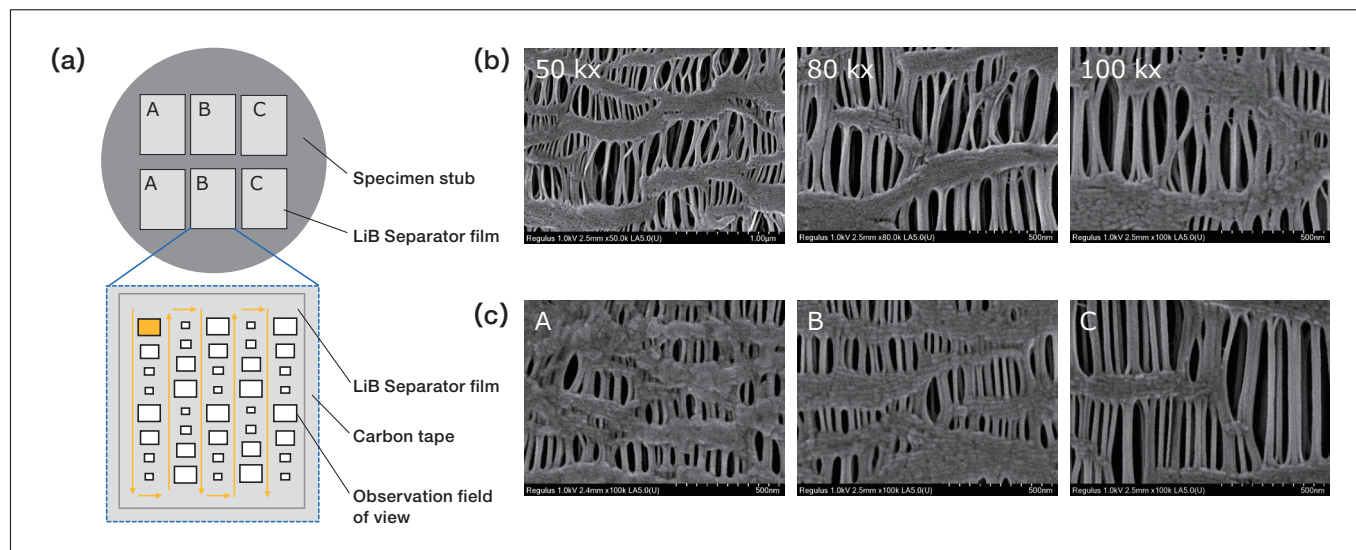 (a)
A B C
A B C
Specimen stub
LiB Separator film
LiB Separator film
Carbon tape
Observation field
of view
(b)
50 kx
Regulus 1.0kV 2.5mm x50.0k LA5.0(U) 1.00μm
80 kx
Regulus 1.0kV 2.5mm x80.0k LA5.0(U) 500nm
100 kx
Regulus 1.0kV 2.5mm x100k LA5.0(U) 500nm
(c)
A
Regulus 1.0kV 2.4mm x100k LA5.0(U) 500nm
B
Regulus 1.0kV 2.5mm x100k LA5.0(U) 500nm
C
Regulus 1.0kV 2.5mm x100k LA5.0(U) 500nm